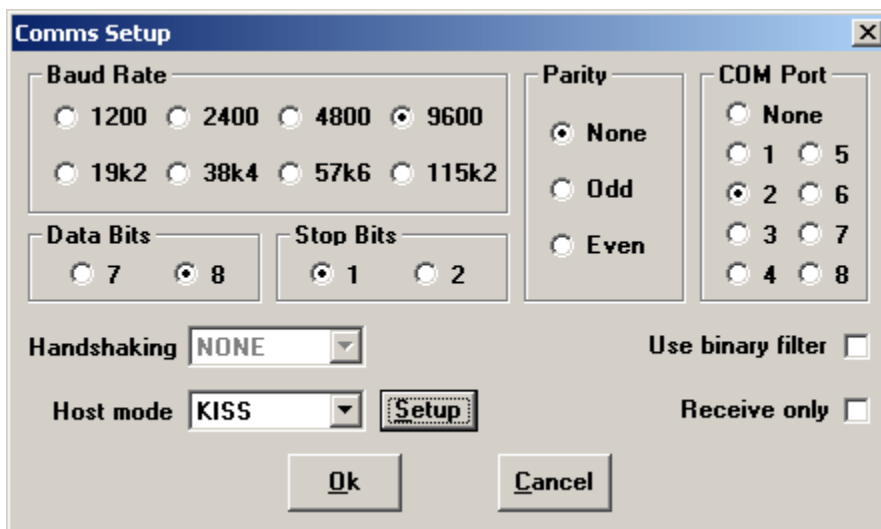 Comms Setup
Baud Rate
1200 2400 4800 9600
19k2 38k4 57k6 115k2
Parity
None
Odd
Even
COM Port
None
1 5
2 6
3 7
4 8
Data Bits
7 8
Stop Bits
1 2
Handshaking NONE
Use binary filter
Host mode KISS Setup
Receive only
Ok Cancel